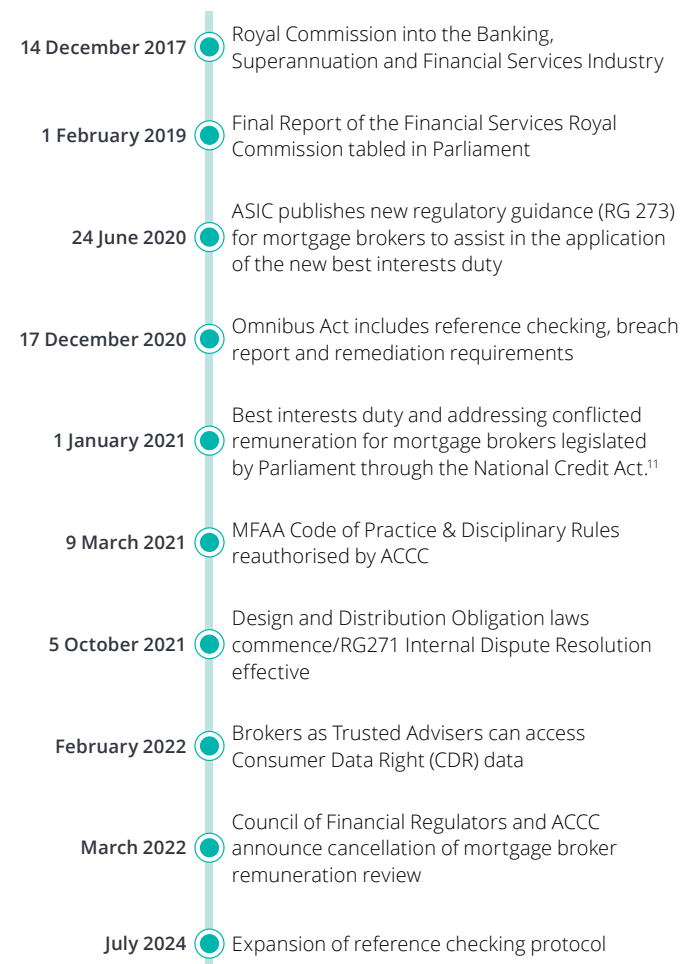 14 December 2017
Royal Commission into the Banking,
Superannuation and Financial Services Industry
1 February 2019
Final Report of the Financial Services Royal
Commission tabled in Parliament
24 June 2020
ASIC publishes new regulatory guidance (RG 273)
for mortgage brokers to assist in the application
of the new best interests duty
17 December 2020
Omnibus Act includes reference checking, breach
report and remediation requirements
1 January 2021
Best interests duty and addressing conflicted
remuneration for mortgage brokers legislated
by Parliament through the National Credit Act.¹¹
9 March 2021
MFAA Code of Practice & Disciplinary Rules
reauthorised by ACCC
5 October 2021
Design and Distribution Obligation laws
commence/RG271 Internal Dispute Resolution
effective
February 2022
Brokers as Trusted Advisers can access
Consumer Data Right (CDR) data
March 2022
Council of Financial Regulators and ACCC
announce cancellation of mortgage broker
remuneration review
July 2024
Expansion of reference checking protocol